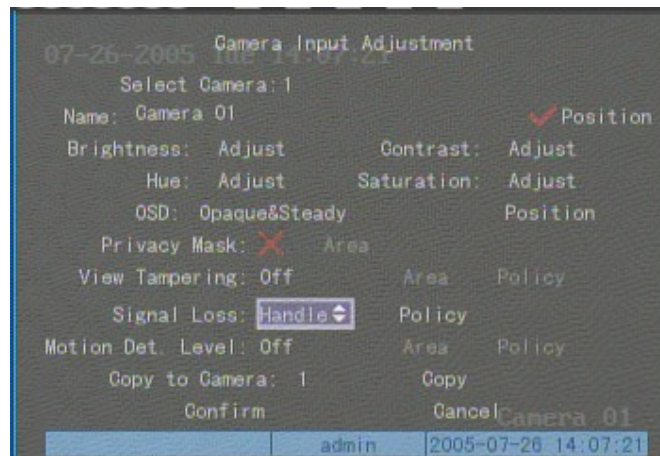 Camera Input Adjustment
07-26-2005 Tue 14:07:21
Select Camera: 1
Name: Camera 01 Position
Brightness: Adjust Contrast: Adjust
Hue: Adjust Saturation: Adjust
OSD: Opaque&Steady Position
Privacy Mask: Area
View Tampering: Off Area Policy
Signal Loss: Handle Policy
Motion Det. Level: Off Area Policy
Copy to Camera: 1 Copy
Confirm Cancel
Camera 01
admin 2005-07-26 14:07:21